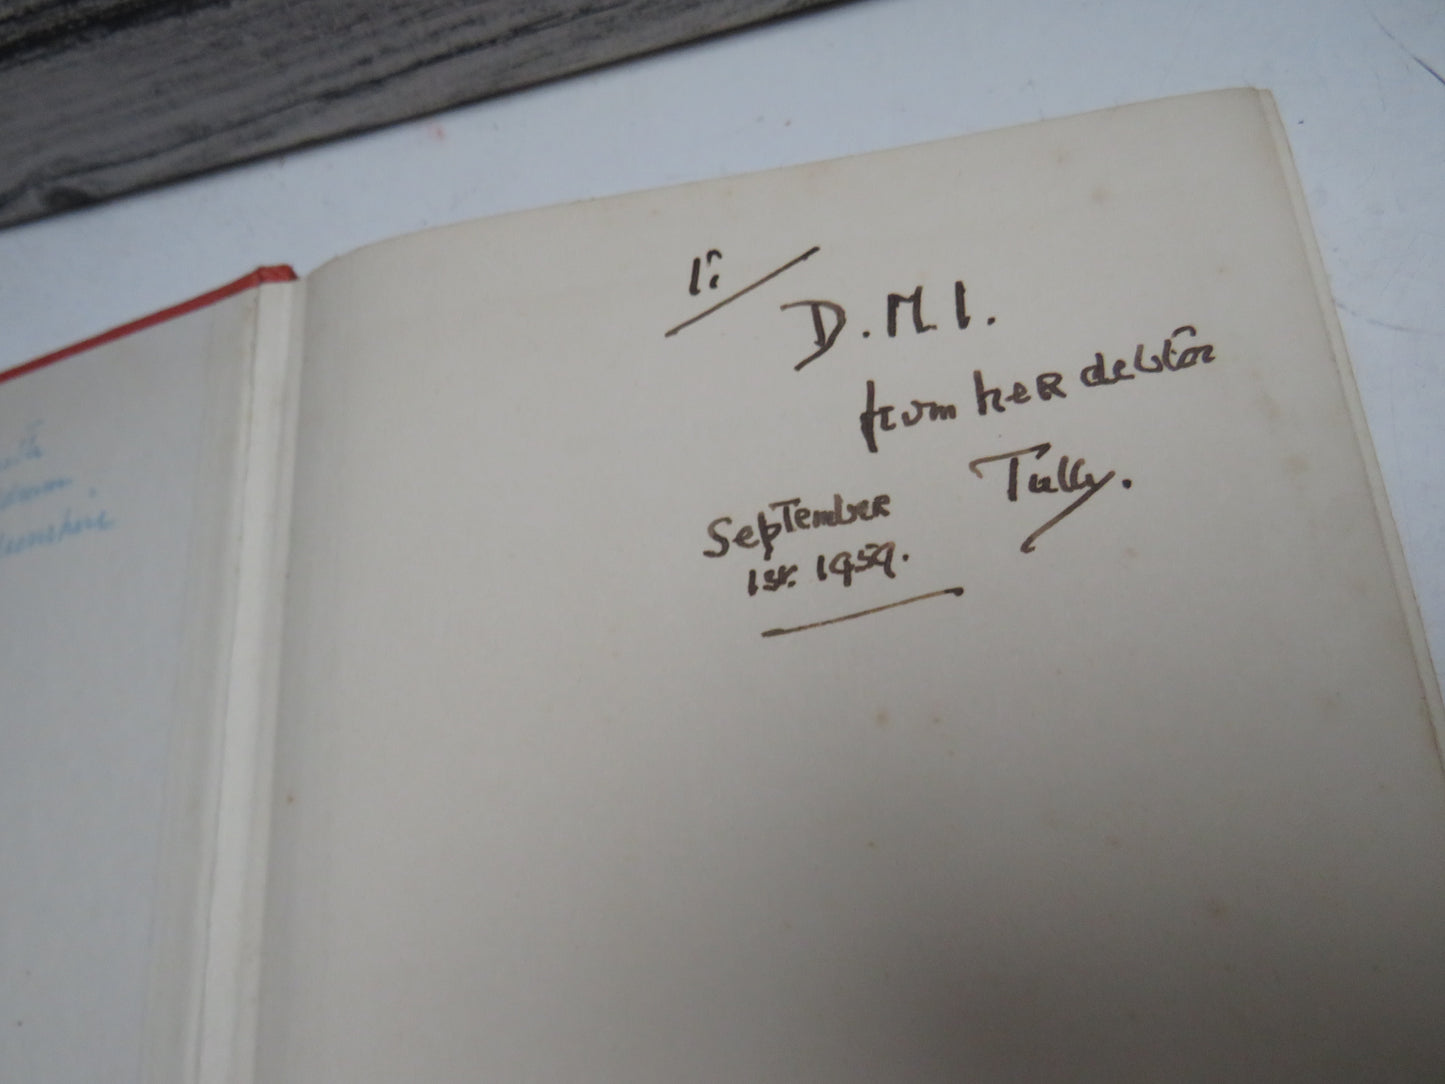 D.M.I.
from her debtor
Tully.
September
1st. 1959.